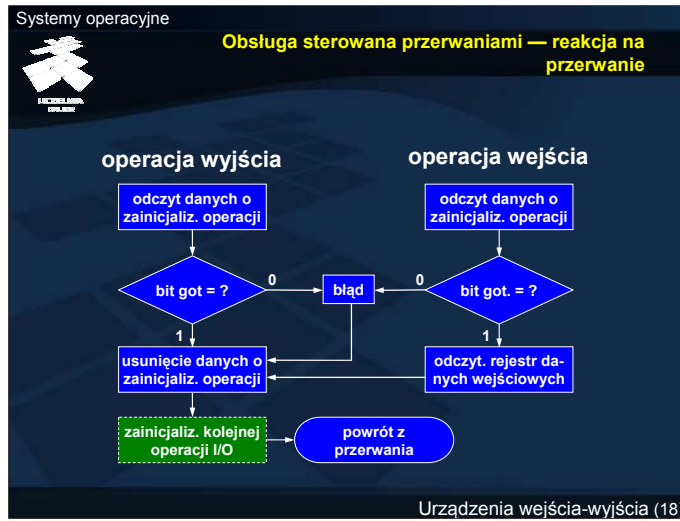 Systemy operacyjne
Obsługa sterowana przerwaniami — reakcja na
przerwanie
UCZELNIA
ONLINE
operacja wyjścia
operacja wejścia
odczyt danych o
zainicjaliz. operacji
odczyt danych o
zainicjaliz. operacji
bit got = ?
0
błąd
0
bit got. = ?
1
1
usunięcie danych o
zainicjaliz. operacji
odczyt. rejestr da-
nych wejściowych
zainicjaliz. kolejnej
operacji I/O
powrót z
przerwania
Urządzenia wejścia-wyjścia (18